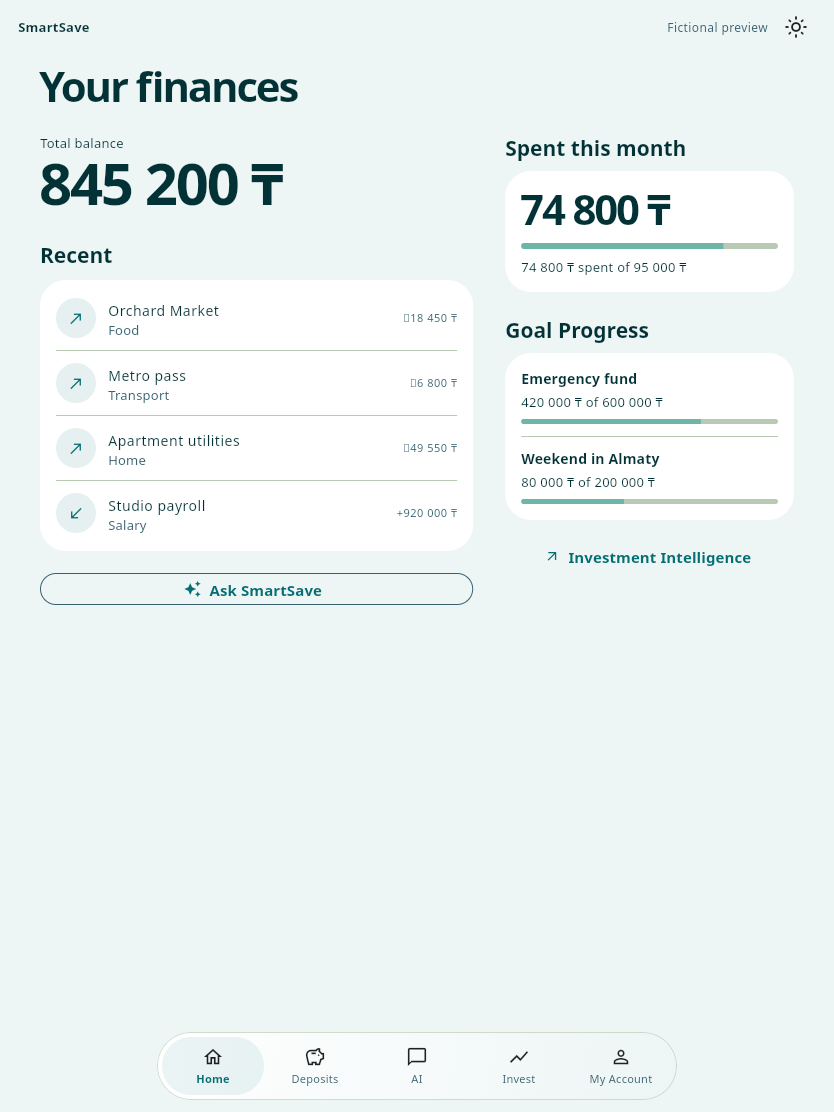 SmartSave
Fictional preview
Your finances
Total balance
845 200 ₸
Recent
Orchard Market
Food
▯18 450 ₸
Metro pass
Transport
▯6 800 ₸
Apartment utilities
Home
▯49 550 ₸
Studio payroll
Salary
+920 000 ₸
Ask SmartSave
Spent this month
74 800 ₸
74 800 ₸ spent of 95 000 ₸
Goal Progress
Emergency fund
420 000 ₸ of 600 000 ₸
Weekend in Almaty
80 000 ₸ of 200 000 ₸
Investment Intelligence
Home
Deposits
AI
Invest
My Account